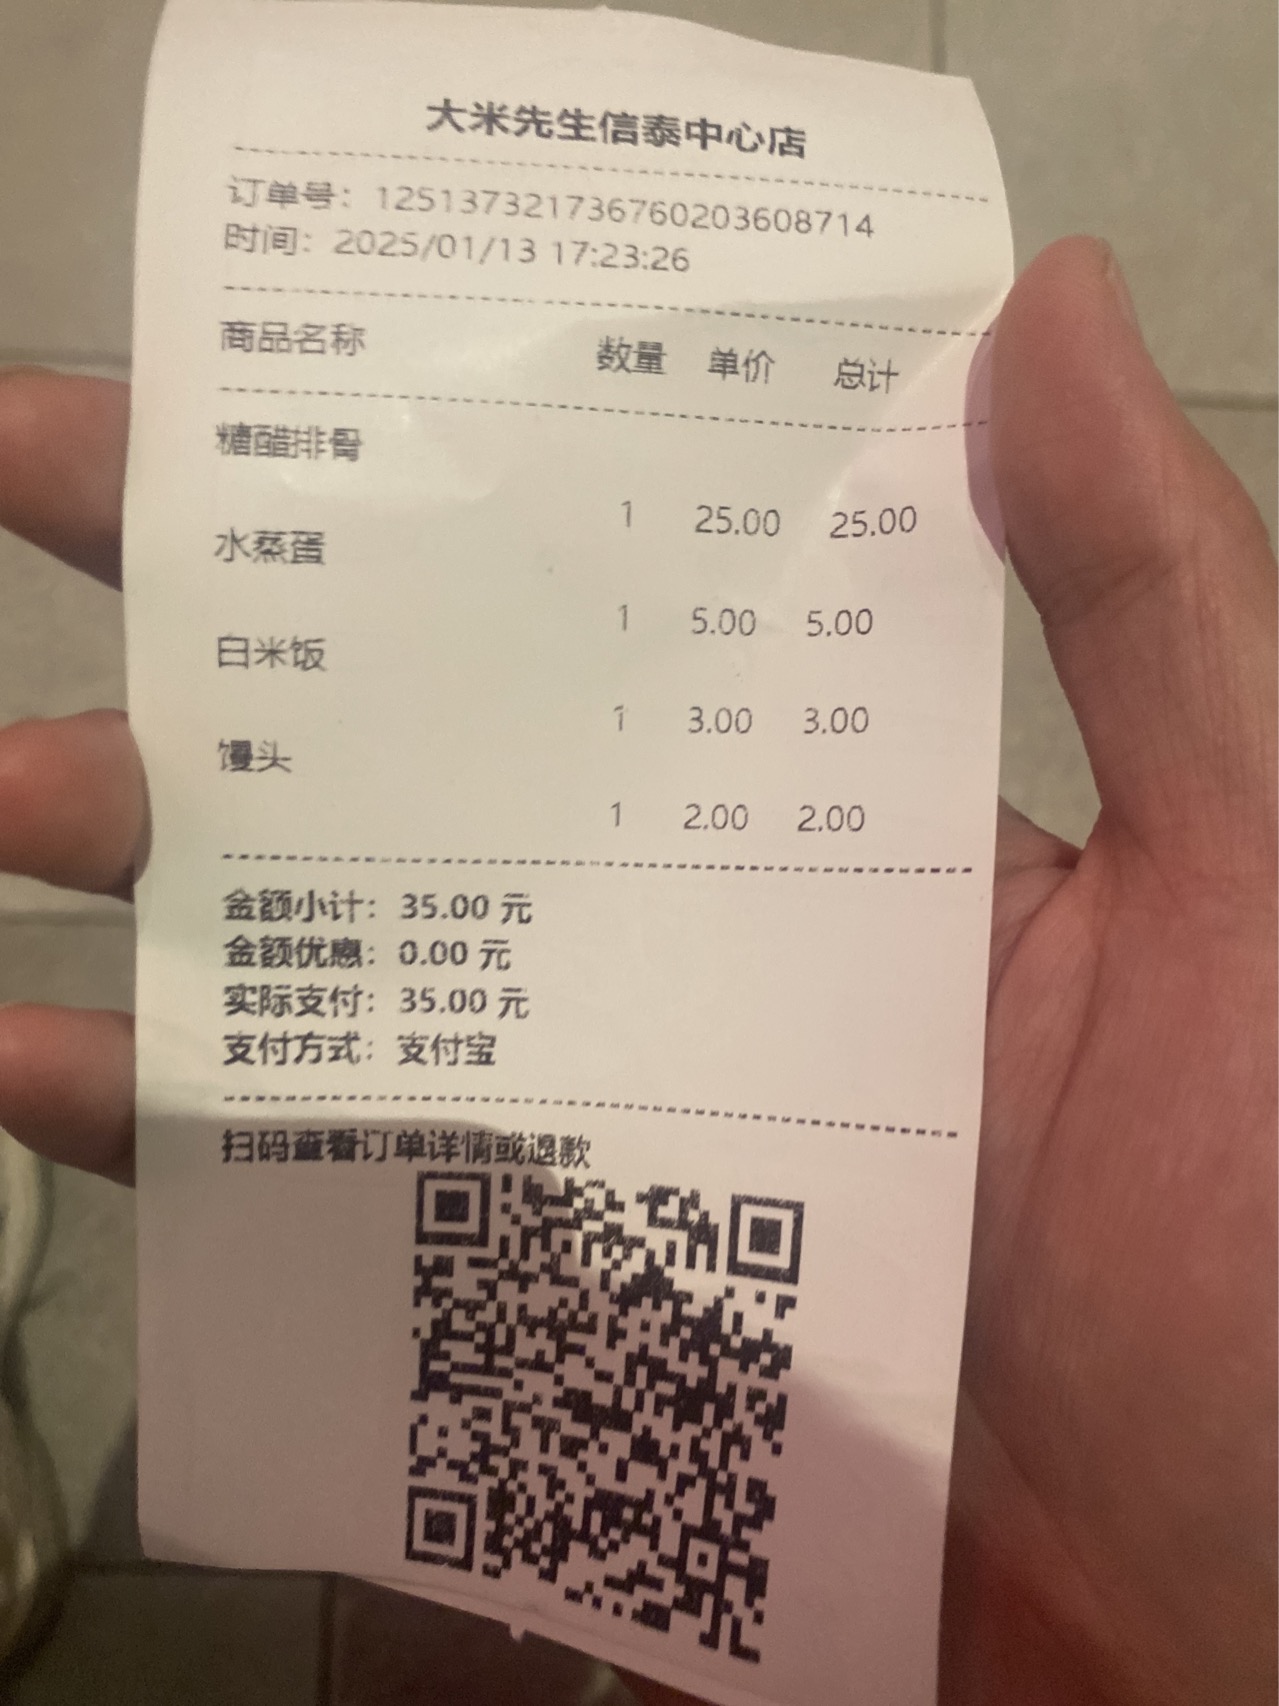 大米先生信泰中心店
订单号：125137321736760203608714
时间：2025/01/13 17:23:26
商品名称 数量 单价 总计
糖醋排骨
1 25.00 25.00
水蒸蛋
1 5.00 5.00
白米饭
1 3.00 3.00
馒头
1 2.00 2.00
金额小计：35.00 元
金额优惠：0.00 元
实际支付：35.00 元
支付方式：支付宝
扫码查看订单详情或退款